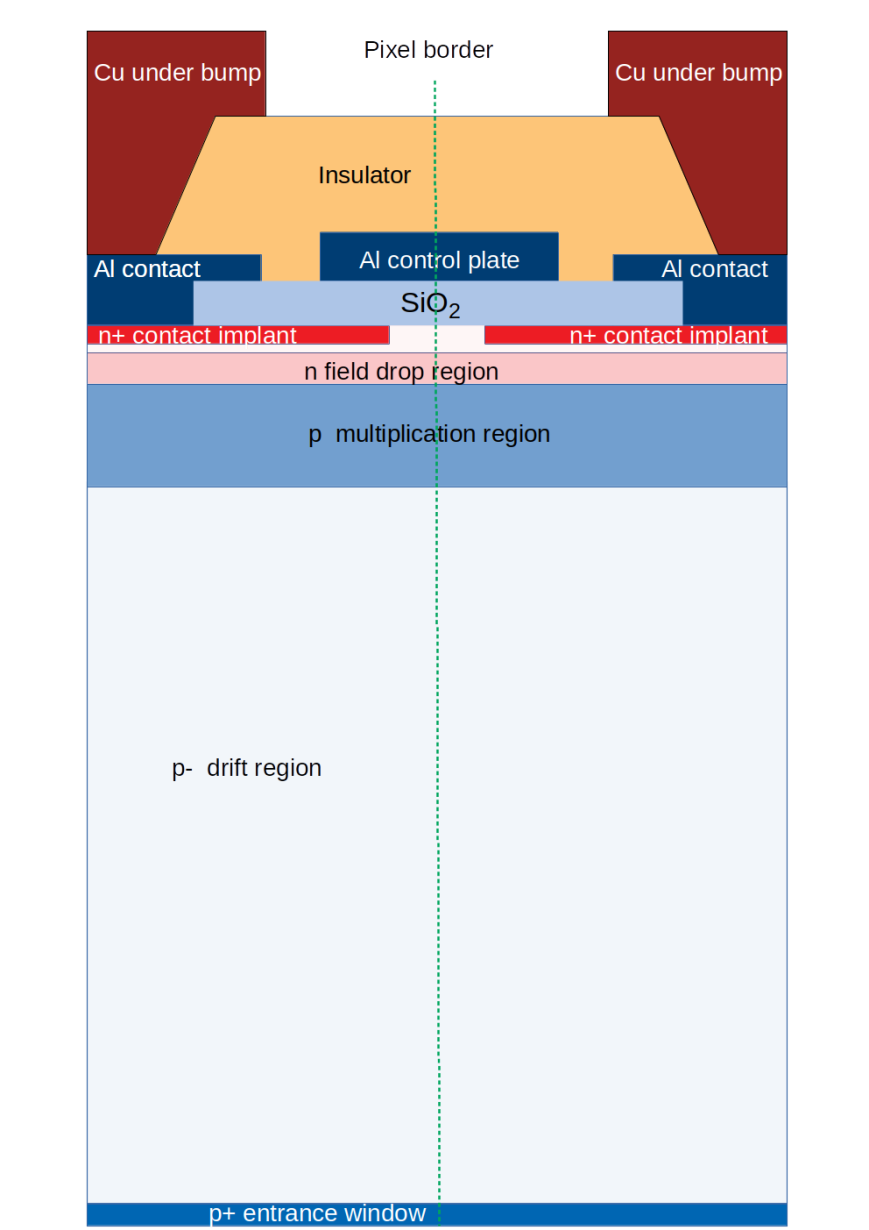 Pixel border
Cu under bump
Cu under bump
Insulator
Al control plate
Al contact
Al contact
SiO₂
n+ contact implant
n+ contact implant
n field drop region
p multiplication region
p- drift region
p+ entrance window